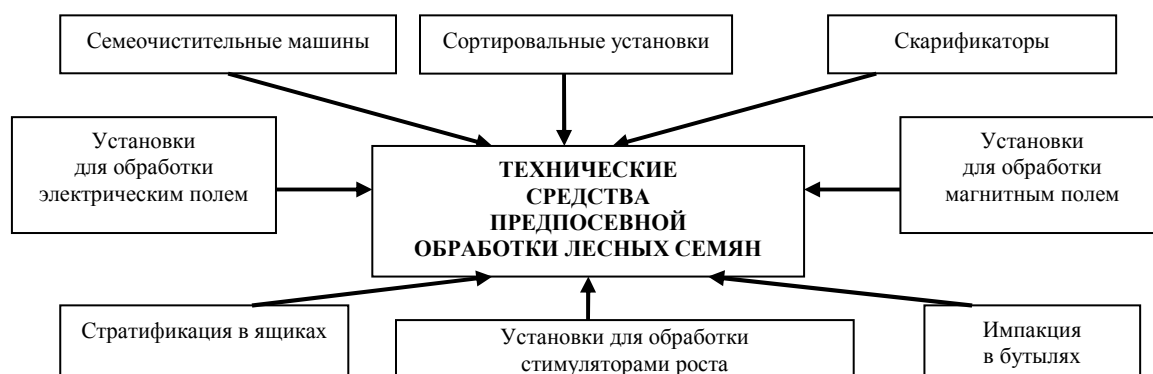 Семеочистительные машины
Сортировальные установки
Скарификаторы
Установки
для обработки
электрическим полем
ТЕХНИЧЕСКИЕ
СРЕДСТВА
ПРЕДПОСЕВНОЙ
ОБРАБОТКИ ЛЕСНЫХ СЕМЯН
Установки
для обработки
магнитным полем
Стратификация в ящиках
Установки для обработки
стимуляторами роста
Импакция
в бутылях